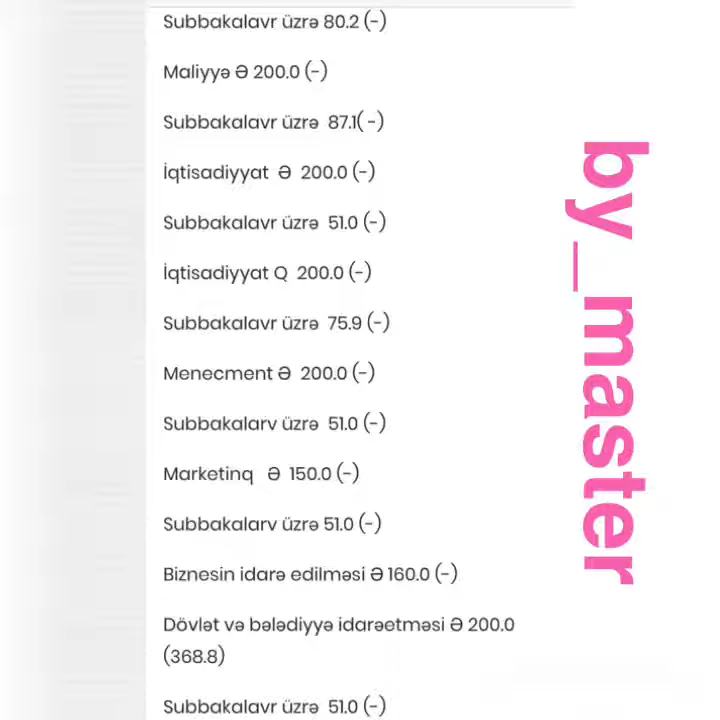 Subbakalavr üzrə 80.2 (-)
Maliyyə Ə 200.0 (-)
Subbakalavr üzrə 87.1( -)
İqtisadiyyat Ə 200.0 (-)
Subbakalavr üzrə 51.0 (-)
İqtisadiyyat Q 200.0 (-)
Subbakalavr üzrə 75.9 (-)
Menecment Ə 200.0 (-)
Subbakalarv üzrə 51.0 (-)
Marketinq Ə 150.0 (-)
Subbakalarv üzrə 51.0 (-)
Biznesin idarə edilməsi Ə 160.0 (-)
Dövlət və bələdiyyə idarəetməsi Ə 200.0
(368.8)
Subbakalavr üzrə 51.0 (-)
by_master